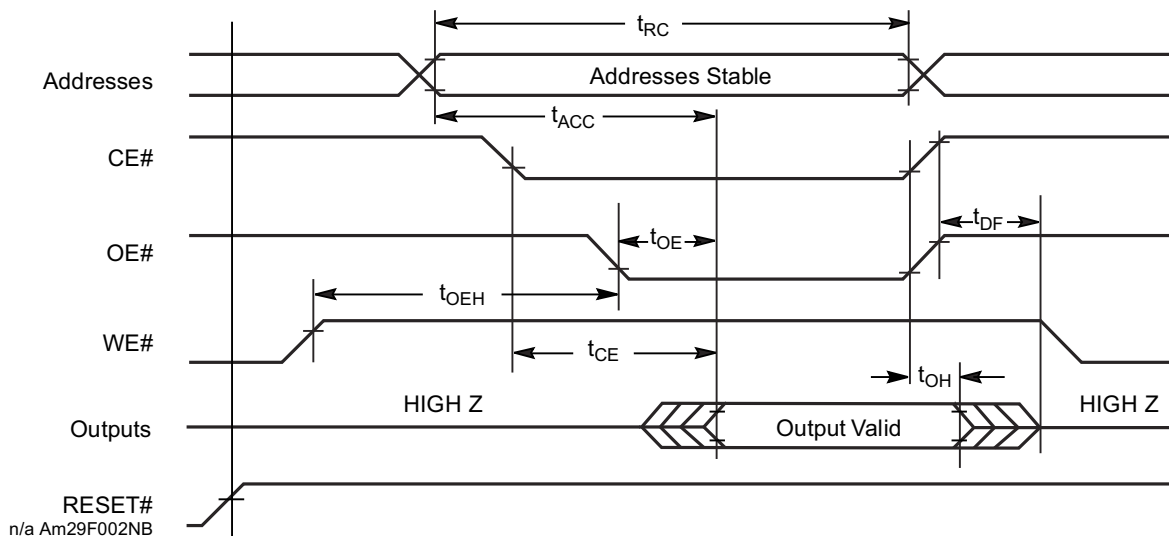 tRC
Addresses
Addresses Stable
tACC
CE#
tDF
OE#
tOE
tOEH
WE#
tCE
tOH
HIGH Z
HIGH Z
Outputs
Output Valid
RESET#
n/a Am29F002NB